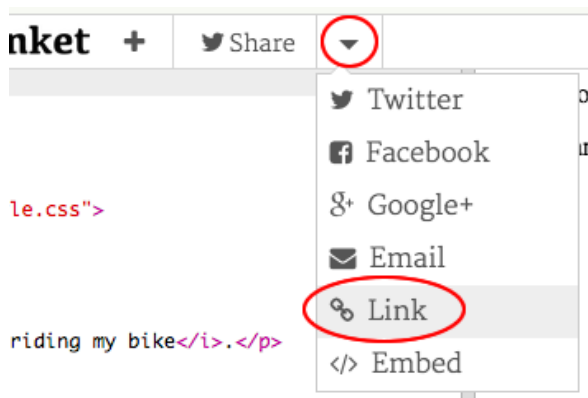 nket + Share
Twitter
Facebook
g+ Google+
Email
le.css">
Link
riding my bike</i>.</p>
</> Embed